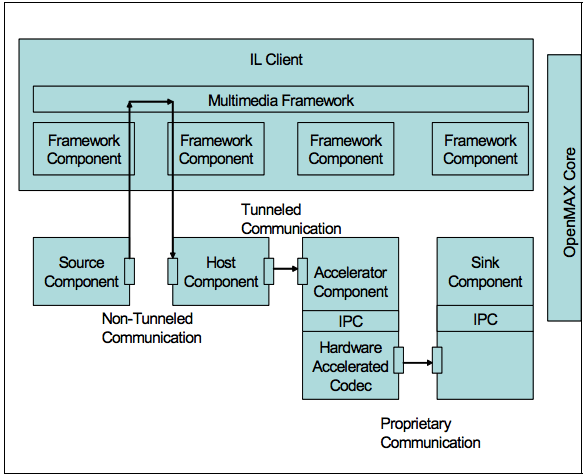 IL Client
Multimedia Framework
Framework
Component
Framework
Component
Framework
Component
Framework
Component
OpenMAX Core
Tunneled
Communication
Source
Component
Host
Component
Accelerator
Component
Sink
Component
Non-Tunneled
Communication
IPC
IPC
Hardware
Accelerated
Codec
Proprietary
Communication